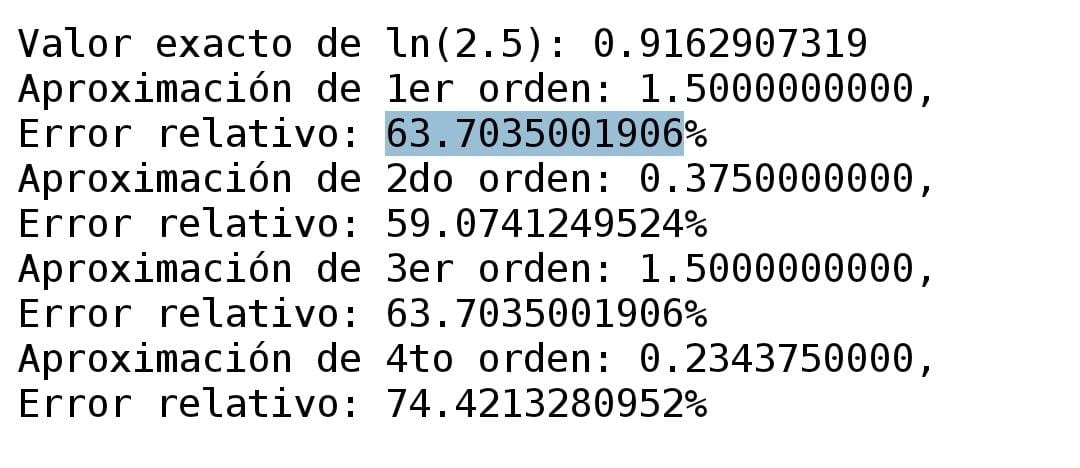 Valor exacto de ln(2.5): 0.9162907319
Aproximación de 1er orden: 1.5000000000,
Error relativo: 63.7035001906%
Aproximación de 2do orden: 0.3750000000,
Error relativo: 59.0741249524%
Aproximación de 3er orden: 1.5000000000,
Error relativo: 63.7035001906%
Aproximación de 4to orden: 0.2343750000,
Error relativo: 74.4213280952%